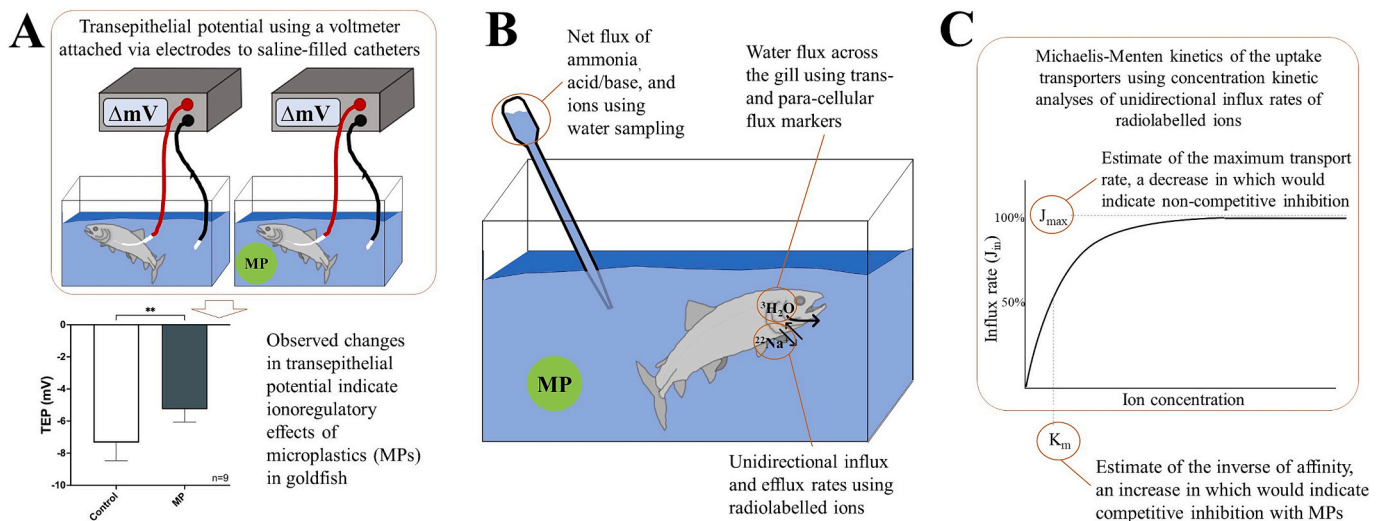 A
Transepithelial potential using a voltmeter
attached via electrodes to saline-filled catheters
ΔmV
ΔmV
MP
**
0
-2
-4
-6
-8
-10
TEP (mV)
n=9
Control
MP
Observed changes
in transepithelial
potential indicate
ionoregulatory
effects of
microplastics (MPs)
in goldfish
B
Net flux of
ammonia,
acid/base, and
ions using
water sampling
Water flux across
the gill using trans-
and para-cellular
flux markers
³H₂O
²²Na
MP
Unidirectional influx
and efflux rates using
radiolabelled ions
C
Michaelis-Menten kinetics of the uptake
transporters using concentration kinetic
analyses of unidirectional influx rates of
radiolabelled ions
Estimate of the maximum transport
rate, a decrease in which would
indicate non-competitive inhibition
Jmax
100%
50%
Influx rate (Jin)
Ion concentration
Km
Estimate of the inverse of affinity,
an increase in which would indicate
competitive inhibition with MPs